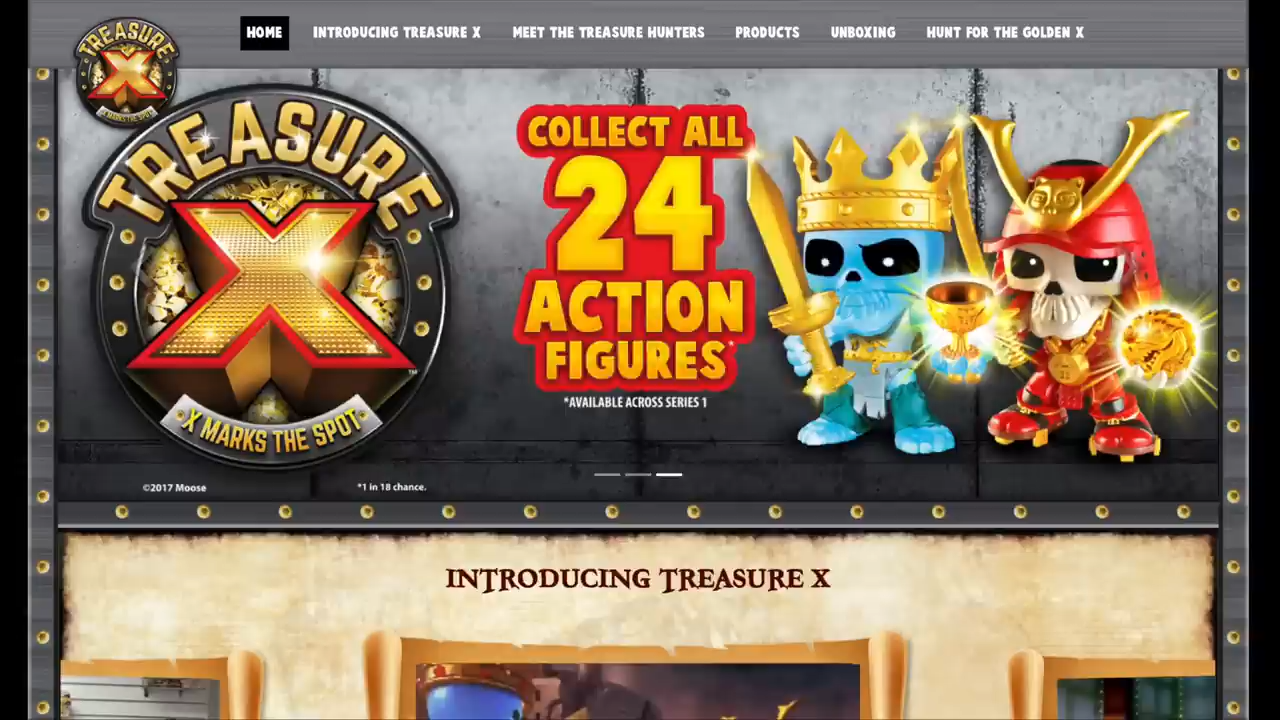 HOME
INTRODUCING TREASURE X
MEET THE TREASURE HUNTERS
PRODUCTS
UNBOXING
HUNT FOR THE GOLDEN X
TREASURE
X
X MARKS THE SPOT
TREASURE
X
X MARKS THE SPOT
™
COLLECT ALL
24
ACTION
FIGURES*
*AVAILABLE ACROSS SERIES 1
©2017 Moose
*1 in 18 chance.
INTRODUCING TREASURE X